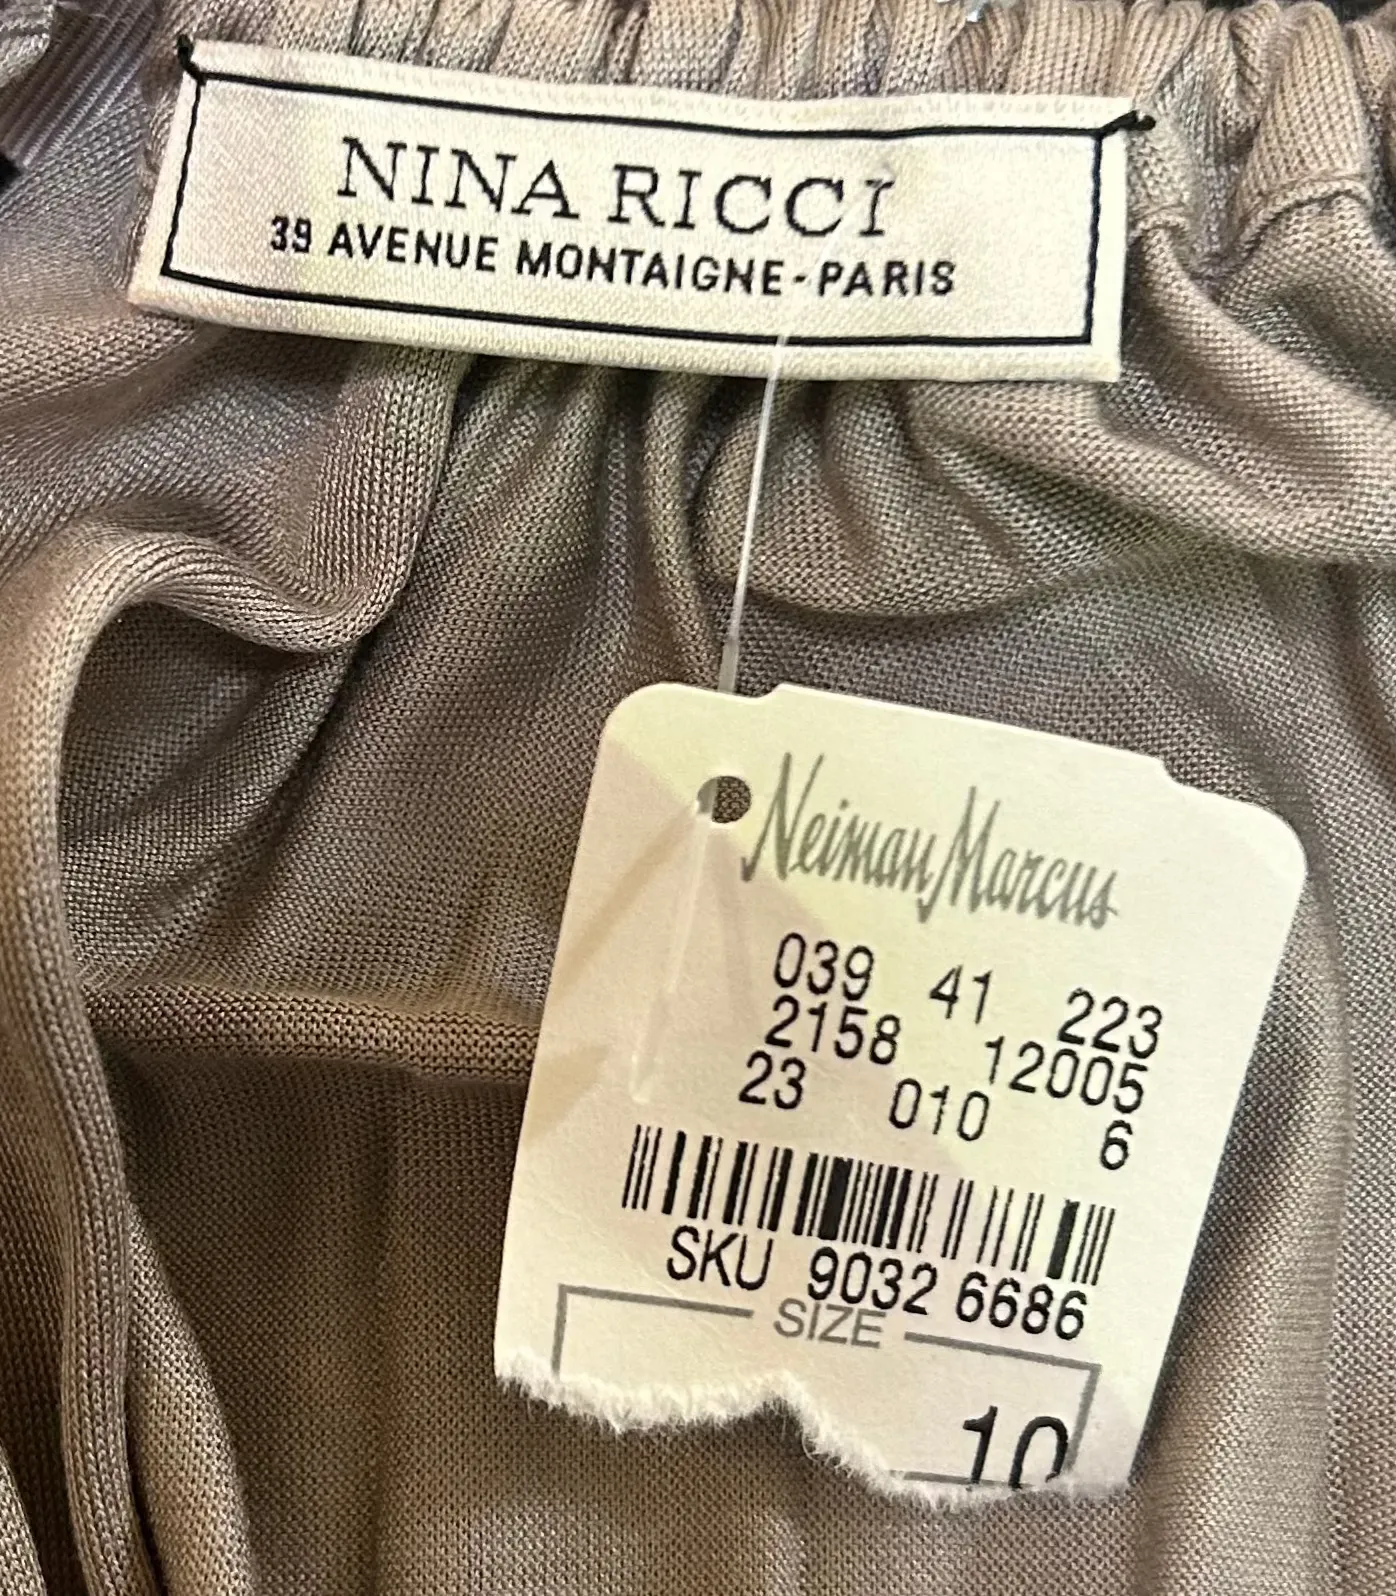 NINA RICCI
39 AVENUE MONTAIGNE-PARIS
Neiman Marcus
039 41 223
2158 12005
23 010 6
SKU 9032 6686
SIZE
10